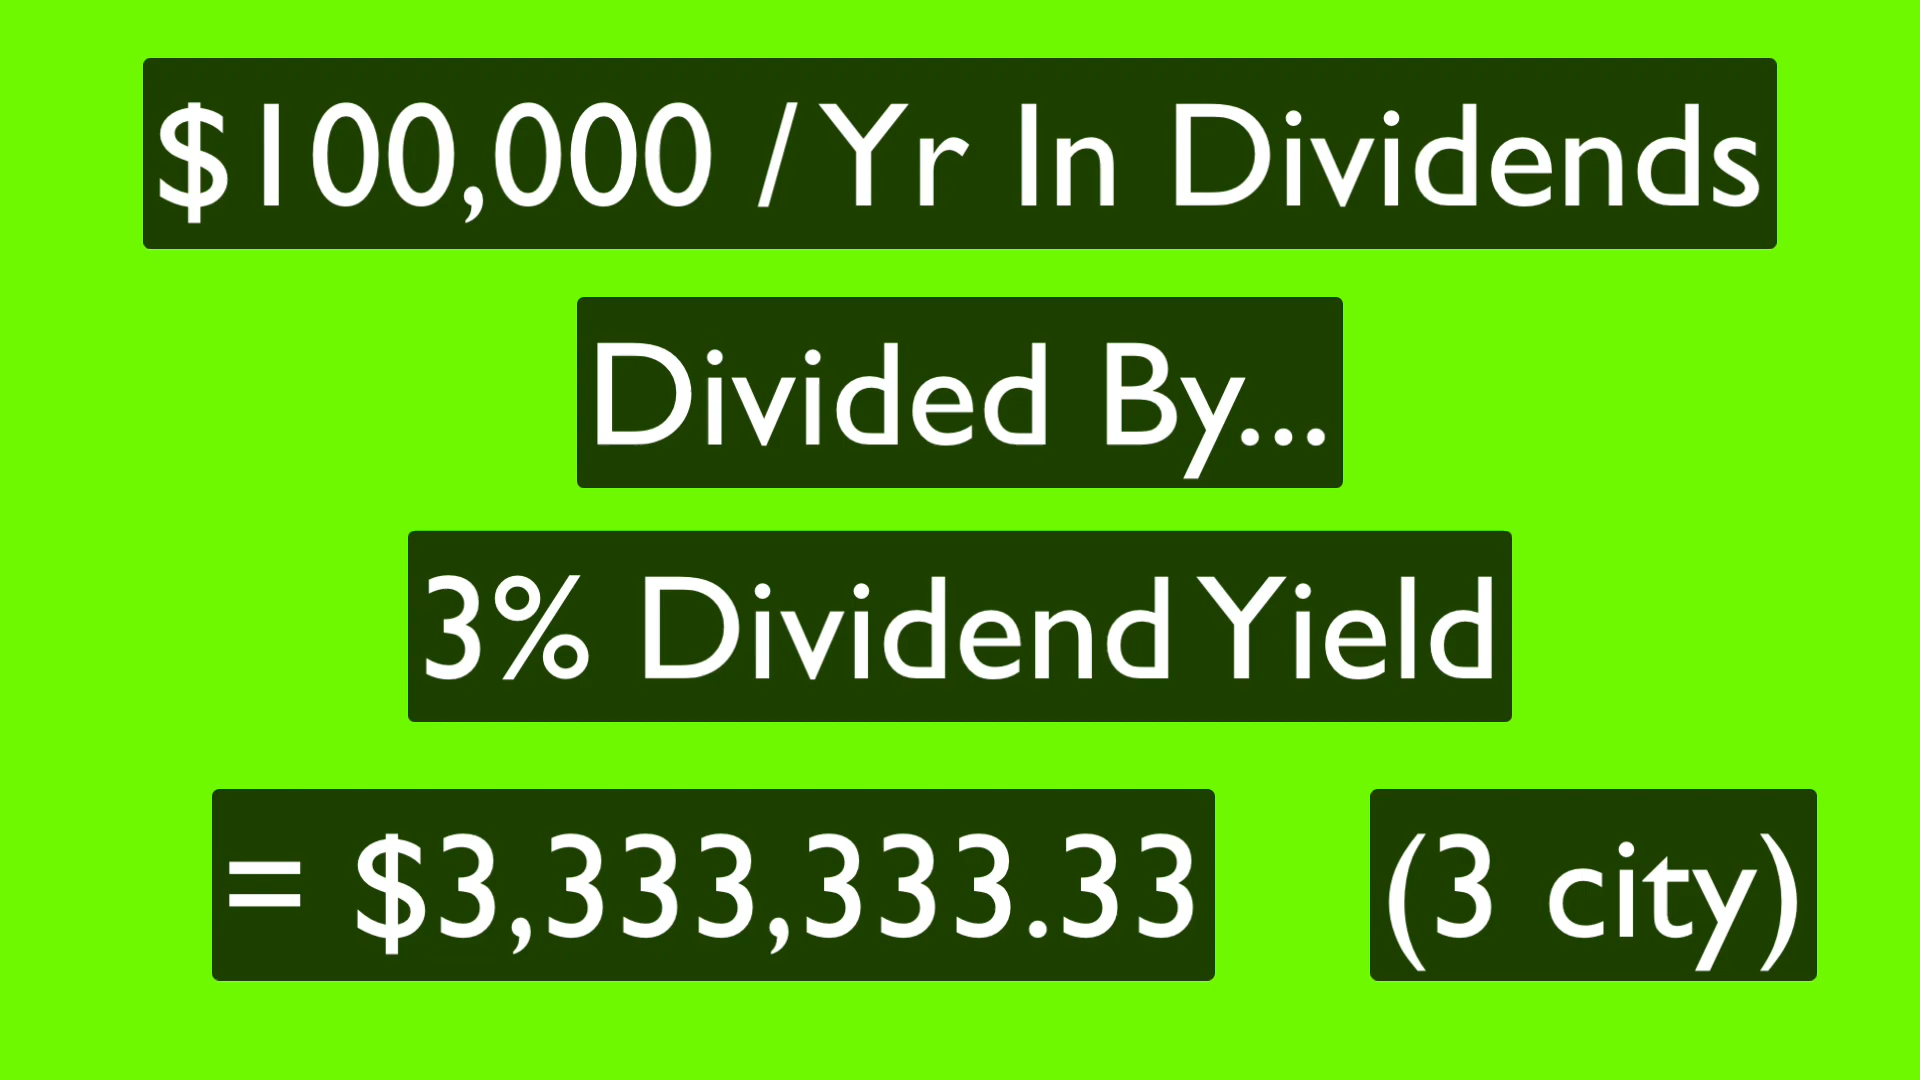 $100,000 / Yr In Dividends
Divided By...
3% Dividend Yield
= $3,333,333.33 (3 city)